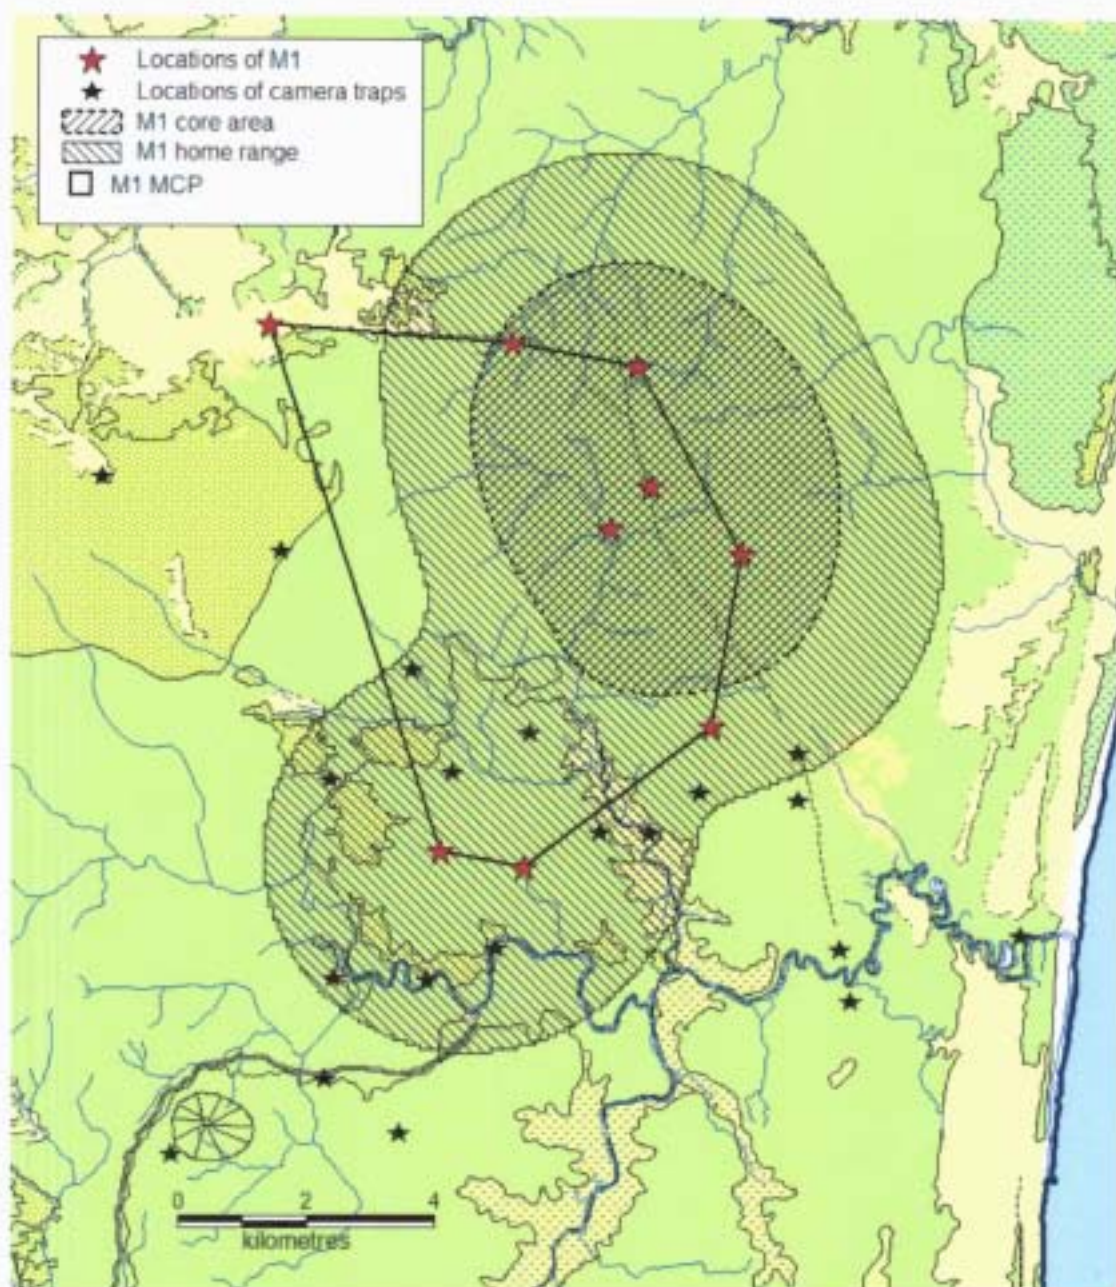 Locations of M1
Locations of camera traps
M1 core area
M1 home range
M1 MCP
0 2 4
kilometres